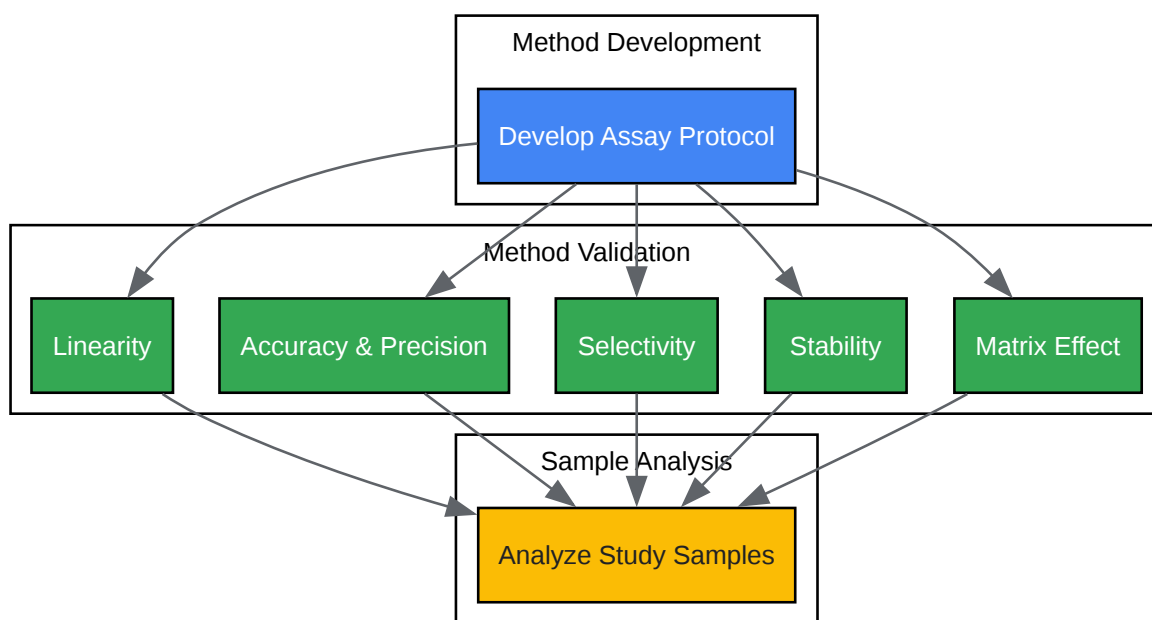 Method Development
Develop Assay Protocol
Method Validation
Linearity
Accuracy & Precision
Selectivity
Stability
Matrix Effect
Sample Analysis
Analyze Study Samples